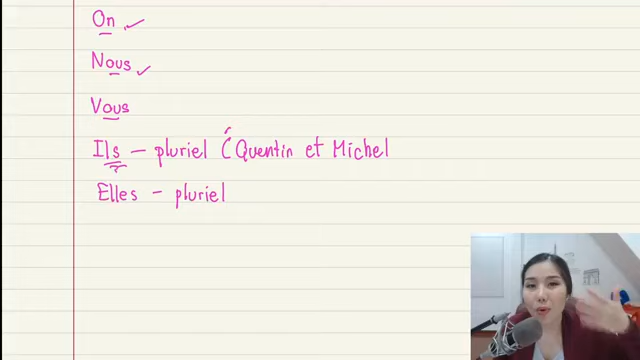 On
Nous
Vous
Ils - pluriel (Quentin et Michel
Elles - pluriel